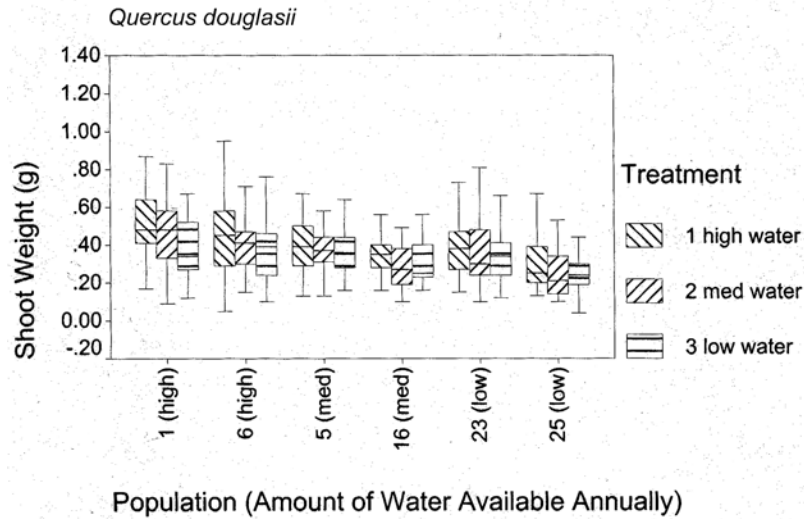 Quercus douglasii
1.40
1.20
1.00
.80
.60
.40
.20
0.00
-.20
Shoot Weight (g)
1 (high)
6 (high)
5 (med)
16 (med)
23 (low)
25 (low)
Population (Amount of Water Available Annually)
Treatment
1 high water
2 med water
3 low water